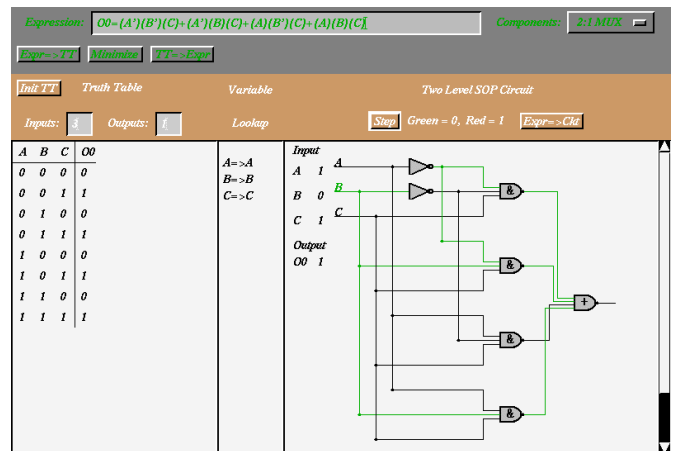 Expression: O0=(A')(B')(C)+(A')(B)(C)+(A)(B')(C)+(A)(B)(C) Components: 2:1 MUX
Expr=>TT Minimize TT=>Expr
Init TT Truth Table Variable Two Level SOP Circuit
Inputs: 3 Outputs: 1 Lookup Step Green = 0, Red = 1 Expr=>Ckt
A B C O0
0 0 0 0
0 0 1 1
0 1 0 0
0 1 1 1
1 0 0 0
1 0 1 1
1 1 0 0
1 1 1 1
A=>A
B=>B
C=>C
Input
A 1 A
B 0 B
C 1 C
Output
O0 1
&
&
+
&
&